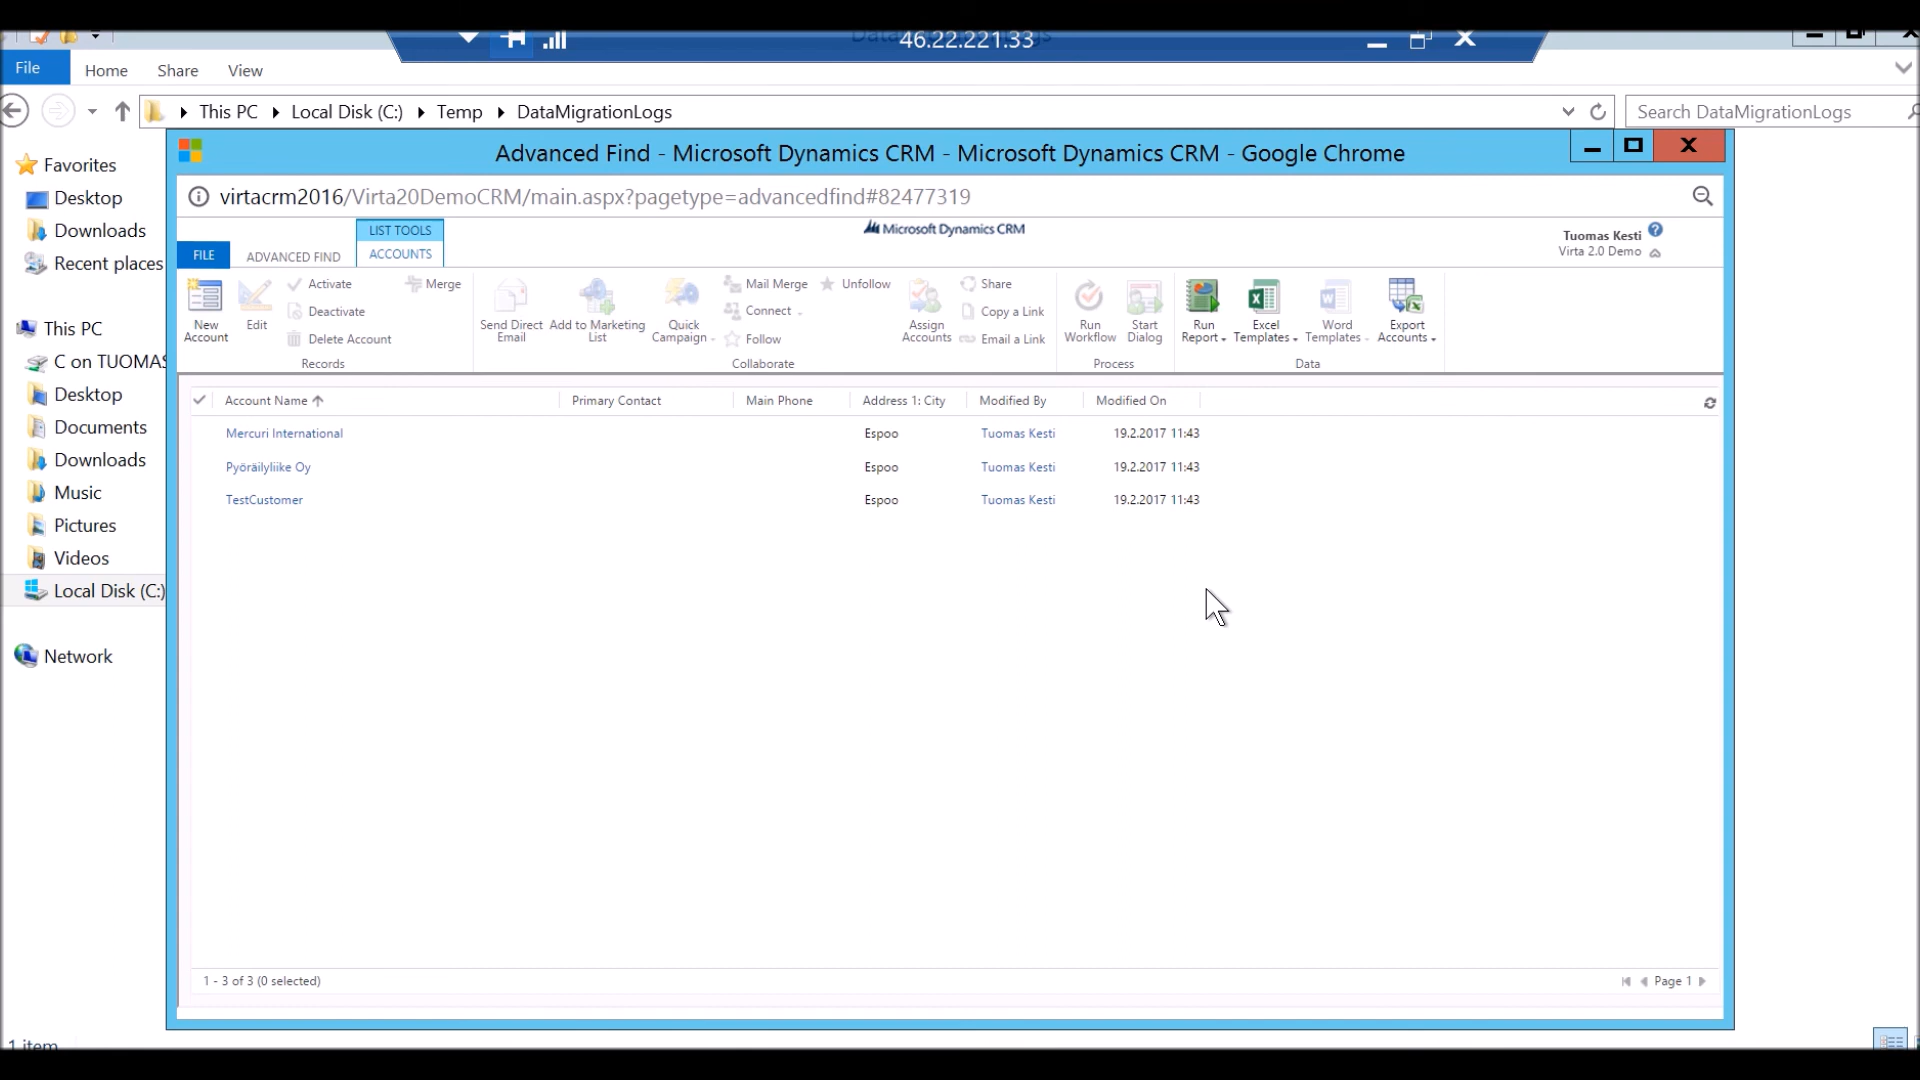 46.22.221.33
File Home Share View
This PC Local Disk (C:) Temp DataMigrationLogs
Search DataMigrationLogs
Favorites
Desktop
Downloads
Recent places
This PC
C on TUOMAS
Desktop
Documents
Downloads
Music
Pictures
Videos
Local Disk (C:)
Network
1 item
Advanced Find - Microsoft Dynamics CRM - Microsoft Dynamics CRM - Google Chrome
virtacrm2016/Virta20DemoCRM/main.aspx?pagetype=advancedfind#82477319
Microsoft Dynamics CRM
Tuomas Kesti
Virta 2.0 Demo
LIST TOOLS
FILE ADVANCED FIND ACCOUNTS
New Account
Edit
Activate
Deactivate
Delete Account
Merge
Records
Send Direct Email
Add to Marketing List
Quick Campaign
Mail Merge
Connect
Follow
Unfollow
Assign Accounts
Share
Copy a Link
Email a Link
Collaborate
Run Workflow
Start Dialog
Process
Run Report
Excel Templates
Word Templates
Export Accounts
Data
Account Name Primary Contact Main Phone Address 1: City Modified By Modified On
Mercuri International Espoo Tuomas Kesti 19.2.2017 11:43
Pyöräilyliike Oy Espoo Tuomas Kesti 19.2.2017 11:43
TestCustomer Espoo Tuomas Kesti 19.2.2017 11:43
1 - 3 of 3 (0 selected)
Page 1